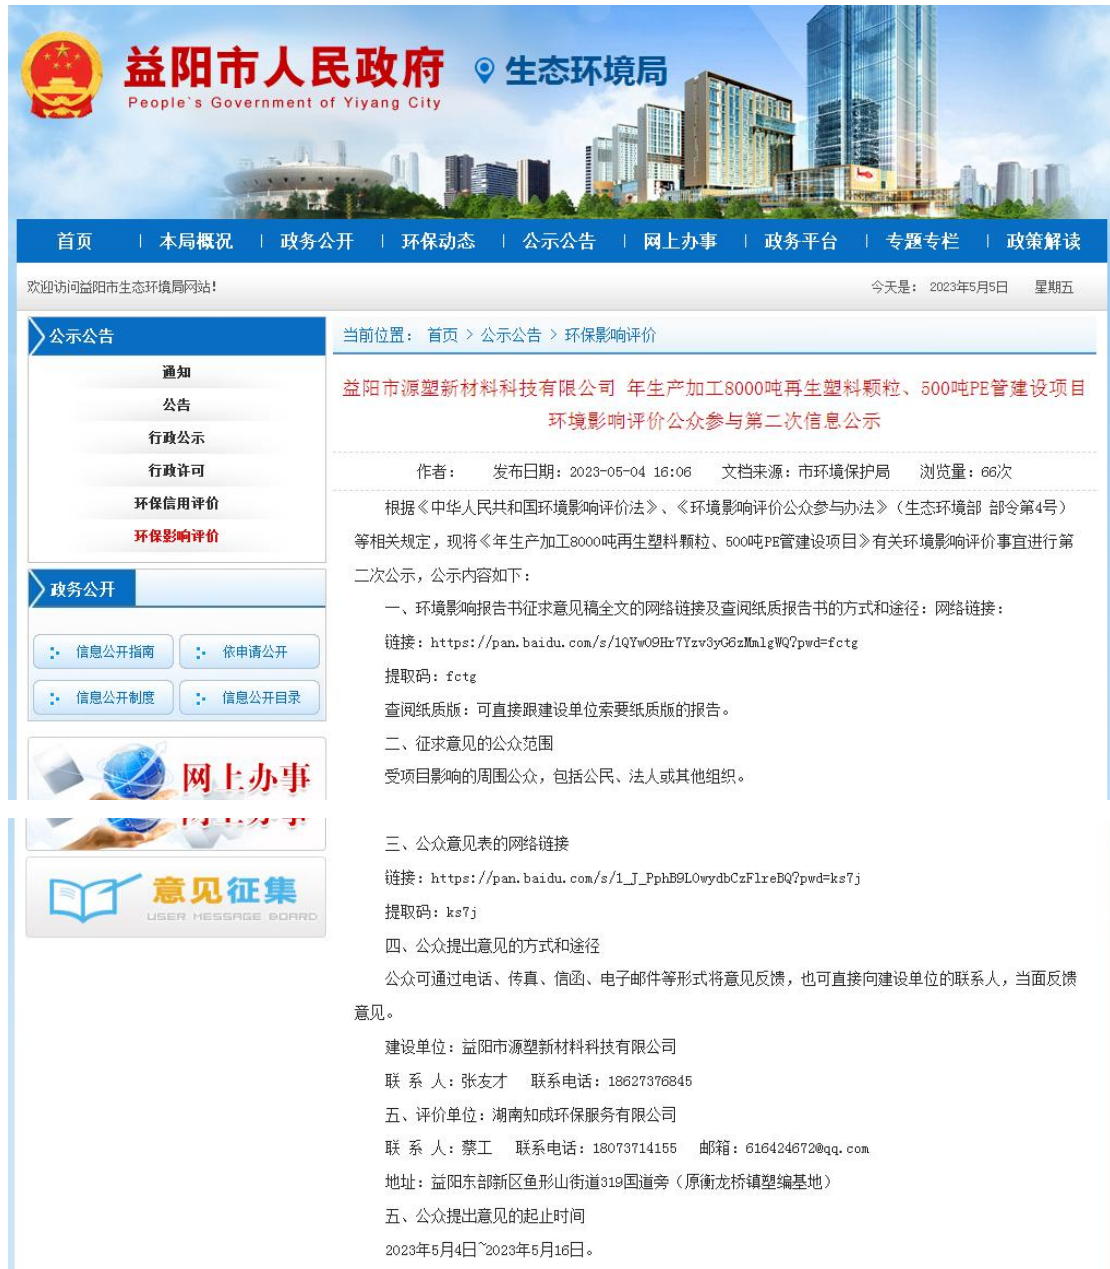 益阳市人民政府
生态环境局
People`s Government of Yiyang City
首页 | 本局概况 | 政务公开 | 环保动态 | 公示公告 | 网上办事 | 政务平台 | 专题专栏 | 政策解读
欢迎访问益阳市生态环境局网站!
今天是: 2023年5月5日 星期五
公示公告
通知
公告
行政公示
行政许可
环保信用评价
环保影响评价
政务公开
信息公开指南
依申请公开
信息公开制度
信息公开目录
网上办事
意见征集
USER MESSAGE BOARD
当前位置: 首页 > 公示公告 > 环保影响评价
益阳市源塑新材料科技有限公司 年生产加工8000吨再生塑料颗粒、500吨PE管建设项目
环境影响评价公众参与第二次信息公示
作者: 发布日期: 2023-05-04 16:06 文档来源: 市环境保护局 浏览量: 66次
根据《中华人民共和国环境影响评价法》、《环境影响评价公众参与办法》（生态环境部 部令第4号）
等相关规定，现将《年生产加工8000吨再生塑料颗粒、500吨PE管建设项目》有关环境影响评价事宜进行第
二次公示，公示内容如下：
一、环境影响报告书征求意见稿全文的网络链接及查阅纸质报告书的方式和途径：网络链接：
链接：https://pan.baidu.com/s/1QYwO9Hr7Yzv3yG6zMmlgWQ?pwd=fctg
提取码：fctg
查阅纸质版：可直接跟建设单位索要纸质版的报告。
二、征求意见的公众范围
受项目影响的周围公众，包括公民、法人或其他组织。
三、公众意见表的网络链接
链接：https://pan.baidu.com/s/1_J_PphB9LOwydbCzFlreBQ?pwd=ks7j
提取码：ks7j
四、公众提出意见的方式和途径
公众可通过电话、传真、信函、电子邮件等形式将意见反馈，也可直接向建设单位的联系人，当面反馈
意见。
建设单位：益阳市源塑新材料科技有限公司
联 系 人：张友才 联系电话：18627376845
五、评价单位：湖南知成环保服务有限公司
联 系 人：蔡工 联系电话：18073714155 邮箱：616424672@qq.com
地址：益阳东部新区鱼形山街道319国道旁（原衡龙桥镇塑编基地）
五、公众提出意见的起止时间
2023年5月4日~2023年5月16日。